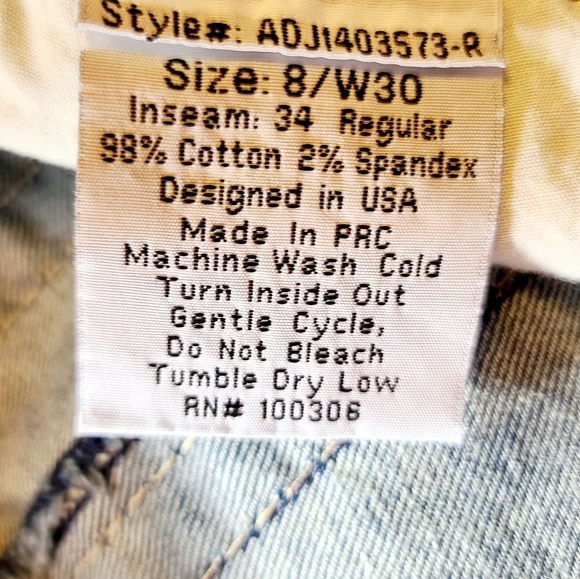 Style#: ADJ1403573-R
Size: 8/W30
Inseam: 34 Regular
98% Cotton 2% Spandex
Designed in USA
Made In PRC
Machine Wash Cold
Turn Inside Out
Gentle Cycle,
Do Not Bleach
Tumble Dry Low
RN# 100306